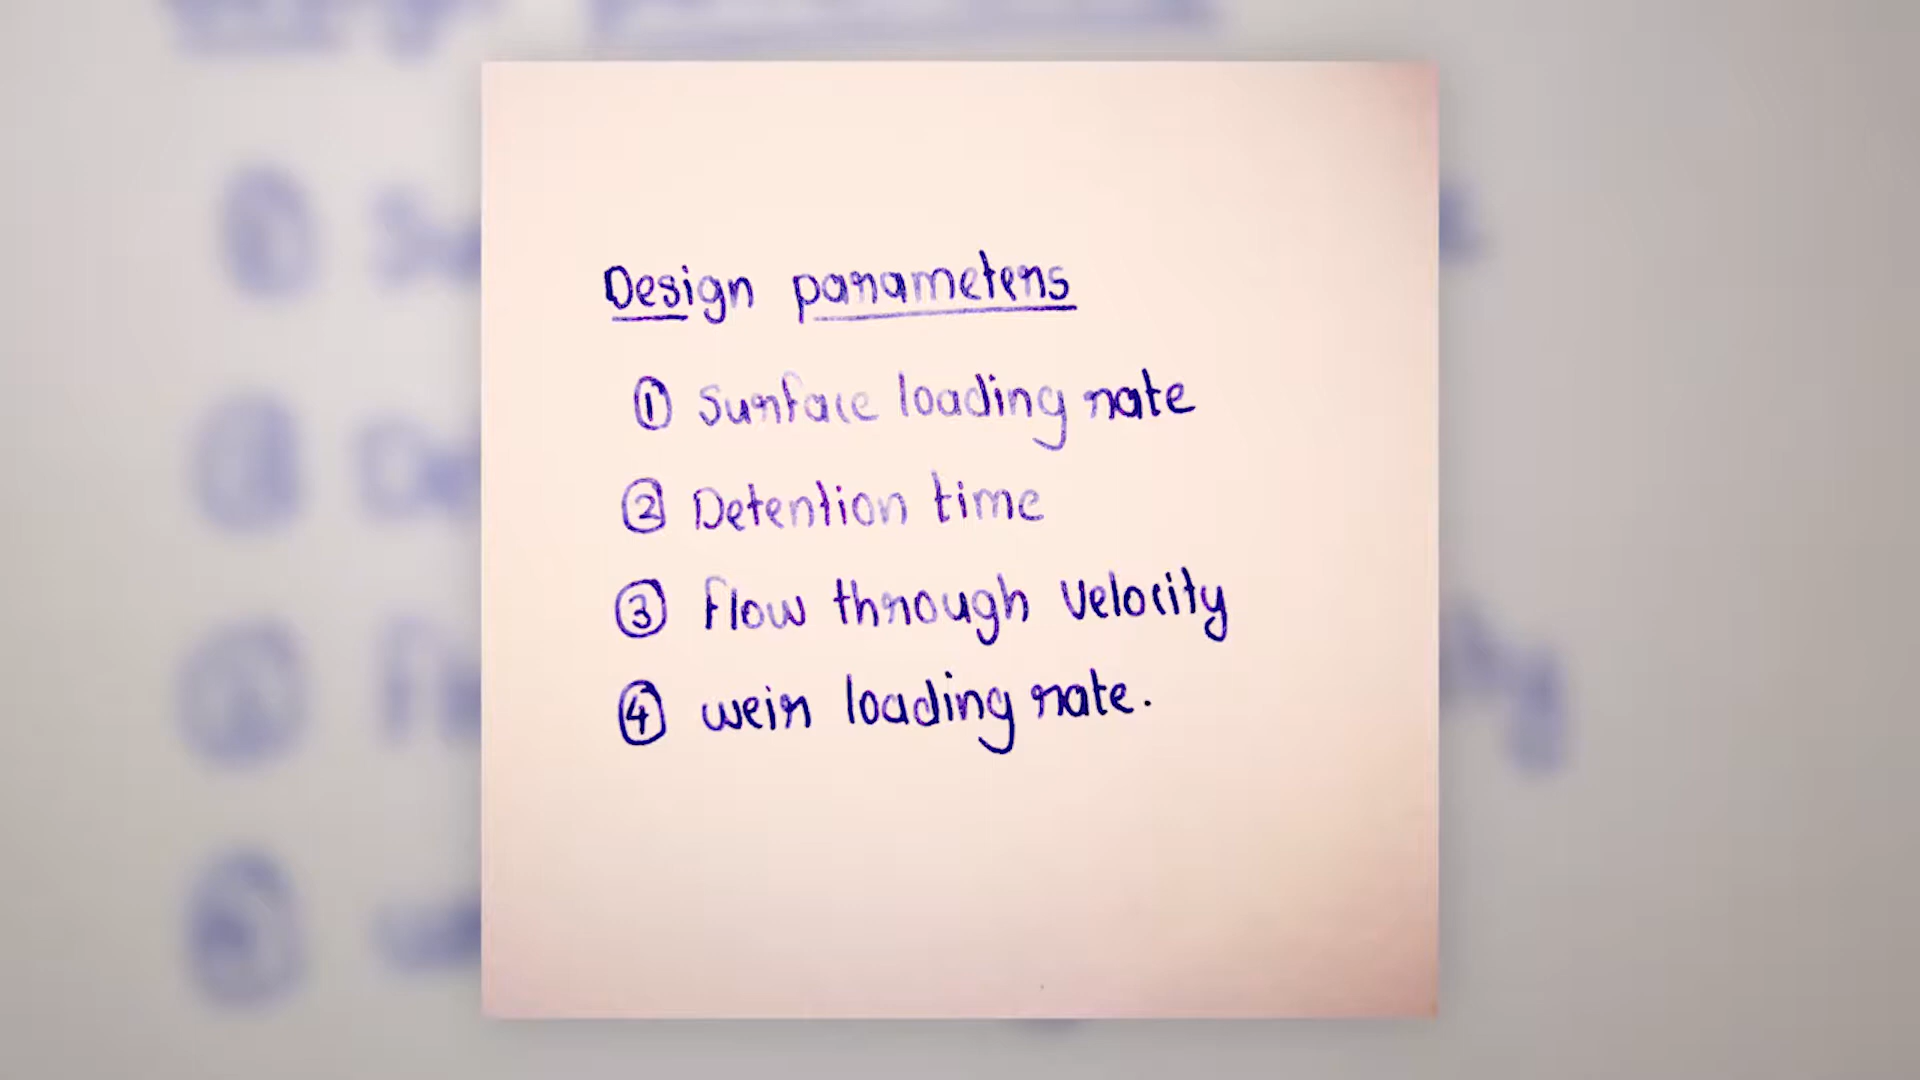 Design parameters
① Surface loading rate
② Detention time
③ flow through velocity
④ weir loading rate.